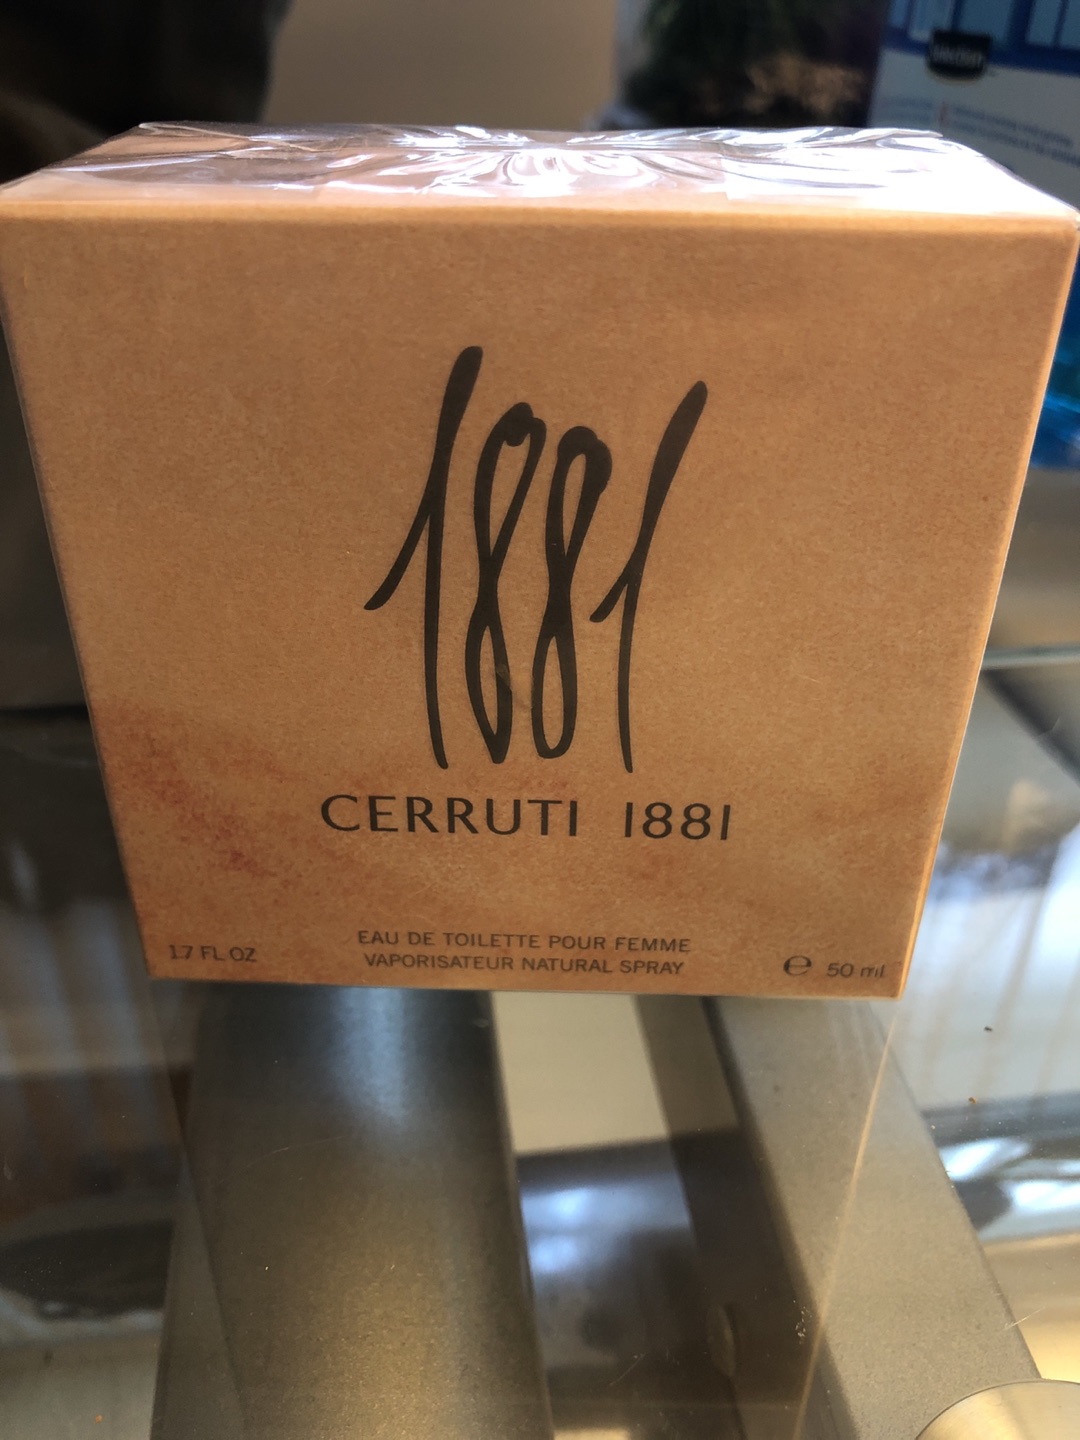 1881
CERRUTI 1881
EAU DE TOILETTE POUR FEMME
VAPORISATEUR NATURAL SPRAY
1.7 FL OZ
e 50 ml